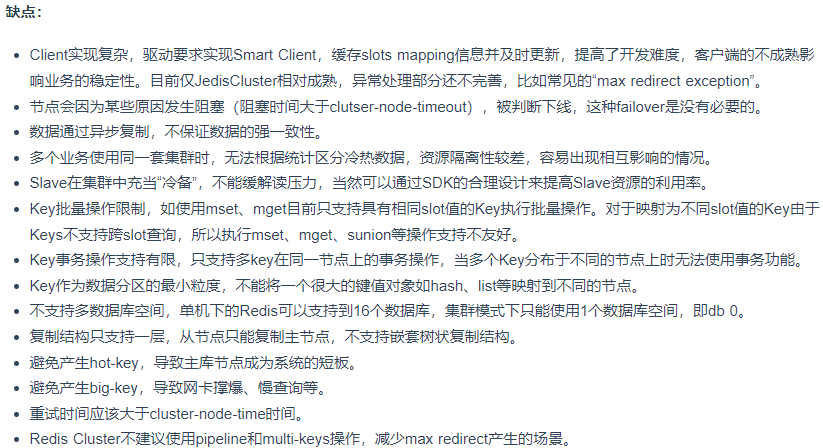 缺点：
Client实现复杂，驱动要求实现Smart Client，缓存slots mapping信息并及时更新，提高了开发难度，客户端的不成熟影
响业务的稳定性。目前仅JedisCluster相对成熟，异常处理部分还不完善，比如常见的“max redirect exception”。
节点会因为某些原因发生阻塞（阻塞时间大于clutser-node-timeout），被判断下线，这种failover是没有必要的。
数据通过异步复制，不保证数据的强一致性。
多个业务使用同一套集群时，无法根据统计区分冷热数据，资源隔离性较差，容易出现相互影响的情况。
Slave在集群中充当“冷备”，不能缓解读压力，当然可以通过SDK的合理设计来提高Slave资源的利用率。
Key批量操作限制，如使用mset、mget目前只支持具有相同slot值的Key执行批量操作。对于映射为不同slot值的Key由于
Keys不支持跨slot查询，所以执行mset、mget、sunion等操作支持不友好。
Key事务操作支持有限，只支持多key在同一节点上的事务操作，当多个Key分布于不同的节点上时无法使用事务功能。
Key作为数据分区的最小粒度，不能将一个很大的键值对象如hash、list等映射到不同的节点。
不支持多数据库空间，单机下的Redis可以支持到16个数据库，集群模式下只能使用1个数据库空间，即db 0。
复制结构只支持一层，从节点只能复制主节点，不支持嵌套树状复制结构。
避免产生hot-key，导致主库节点成为系统的短板。
避免产生big-key，导致网卡撑爆、慢查询等。
重试时间应该大于cluster-node-time时间。
Redis Cluster不建议使用pipeline和multi-keys操作，减少max redirect产生的场景。